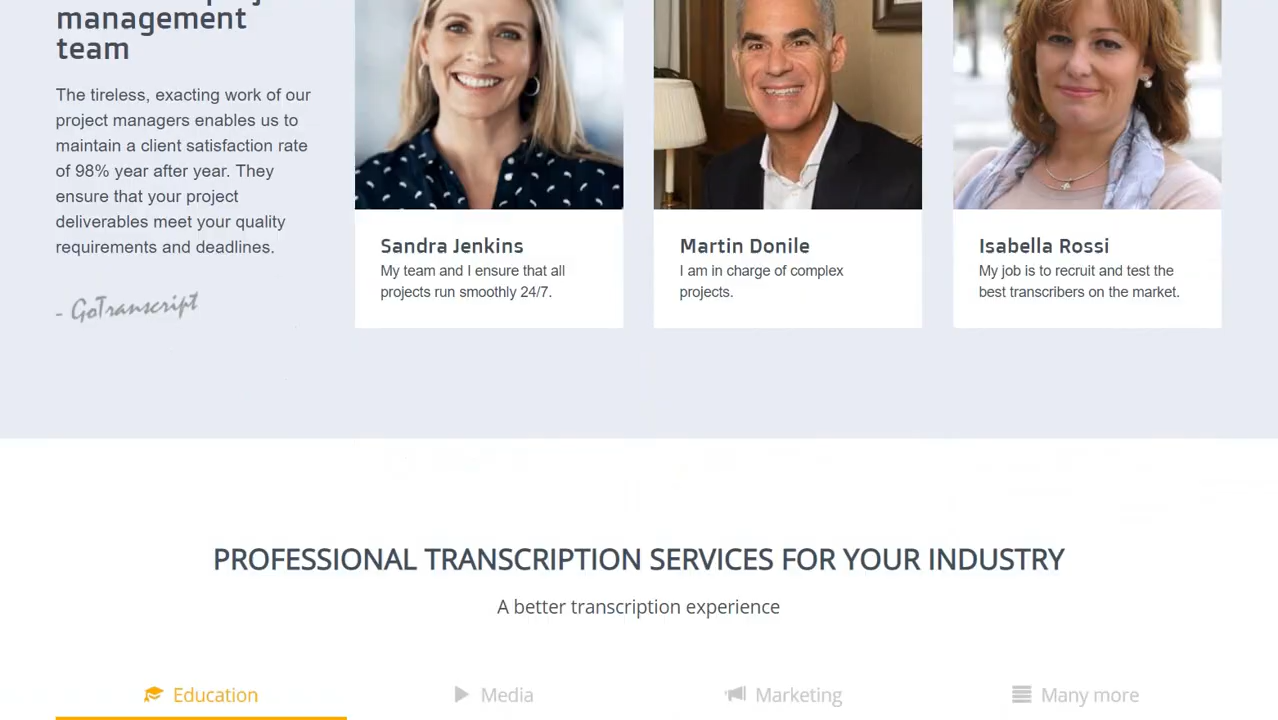 management
team
The tireless, exacting work of our
project managers enables us to
maintain a client satisfaction rate
of 98% year after year. They
ensure that your project
deliverables meet your quality
requirements and deadlines.
- GoTranscript
Sandra Jenkins
My team and I ensure that all
projects run smoothly 24/7.
Martin Donile
I am in charge of complex
projects.
Isabella Rossi
My job is to recruit and test the
best transcribers on the market.
PROFESSIONAL TRANSCRIPTION SERVICES FOR YOUR INDUSTRY
A better transcription experience
Education
Media
Marketing
Many more